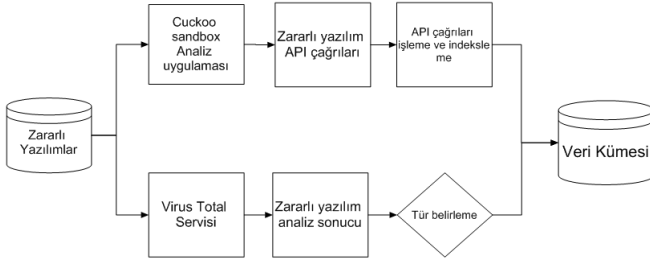 Cuckoo
sandbox
Analiz
uygulaması
Zararlı yazılım
API çağrıları
API çağrıları
işleme ve indeksle
me
Zararlı
Yazılımlar
Veri Kümesi
Virus Total
Servisi
Zararlı yazılım
analiz sonucu
Tür belirleme